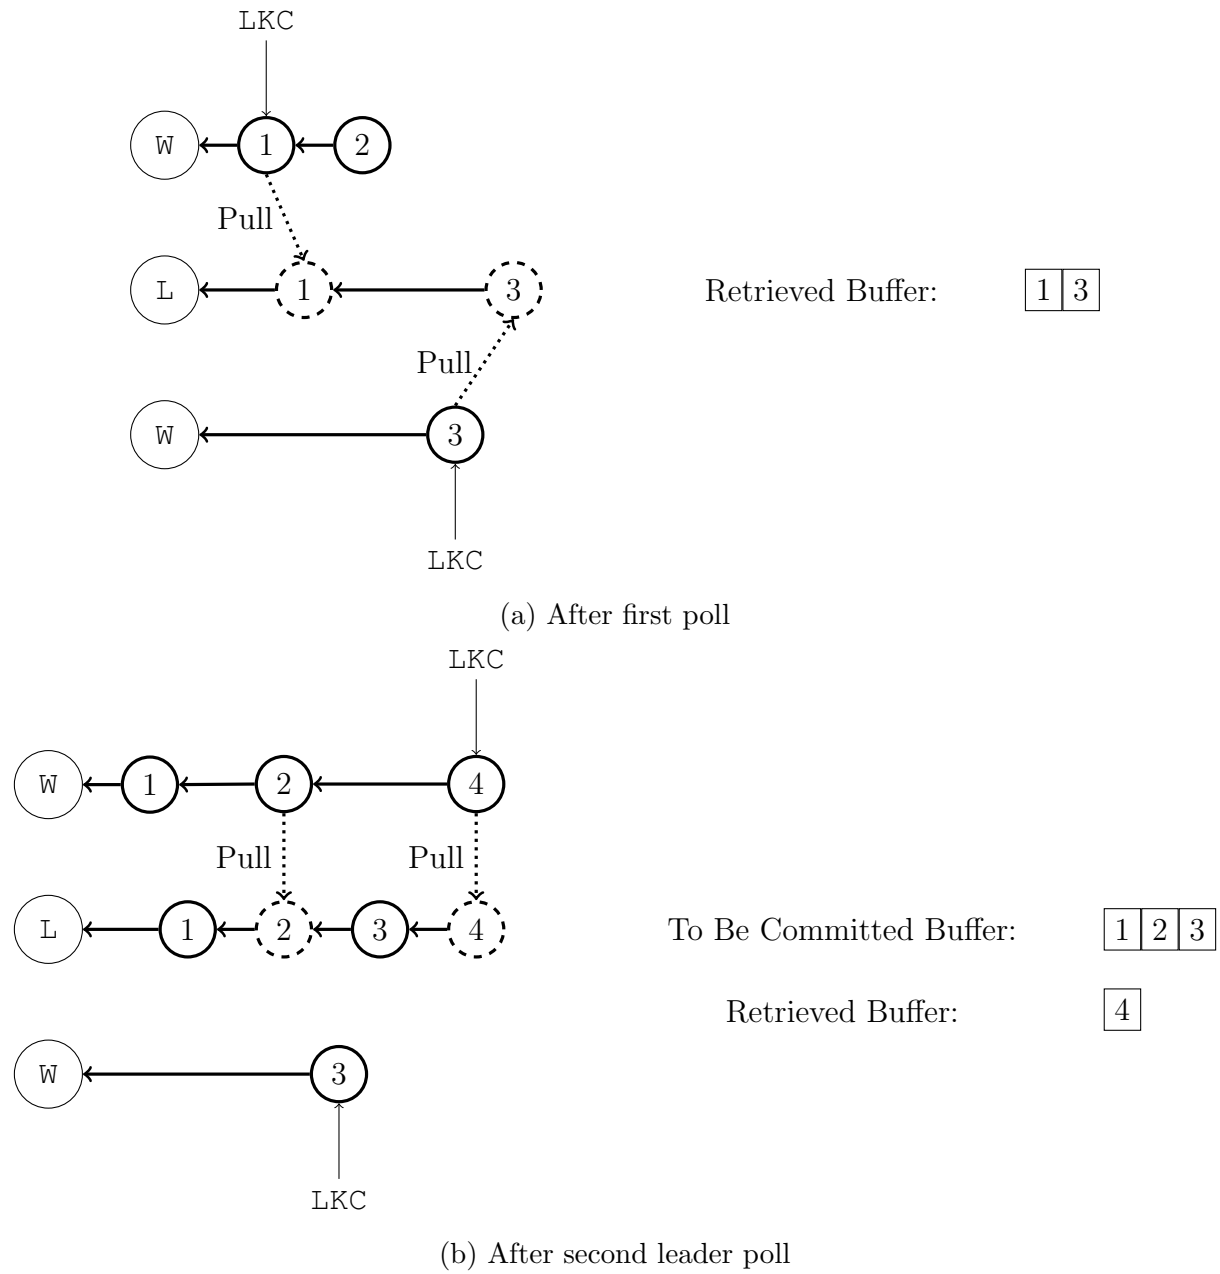 LKC
W 1 2
Pull
L 1 3 Retrieved Buffer: 1 3
Pull
W 3
LKC
(a) After first poll
LKC
W 1 2 4
Pull Pull
L 1 2 3 4 To Be Committed Buffer: 1 2 3
Retrieved Buffer: 4
W 3
LKC
(b) After second leader poll